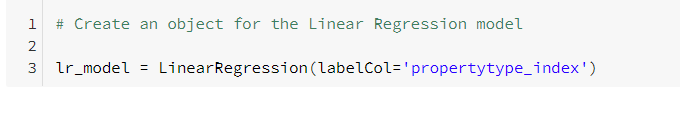 1 # Create an object for the Linear Regression model
2
3 lr_model = LinearRegression(labelCol='propertytype_index')